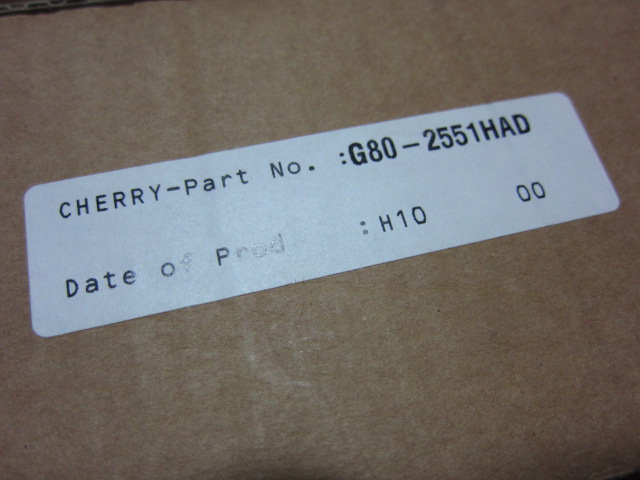 CHERRY-Part No. :G80-2551HAD
Date of Prod :H10 00